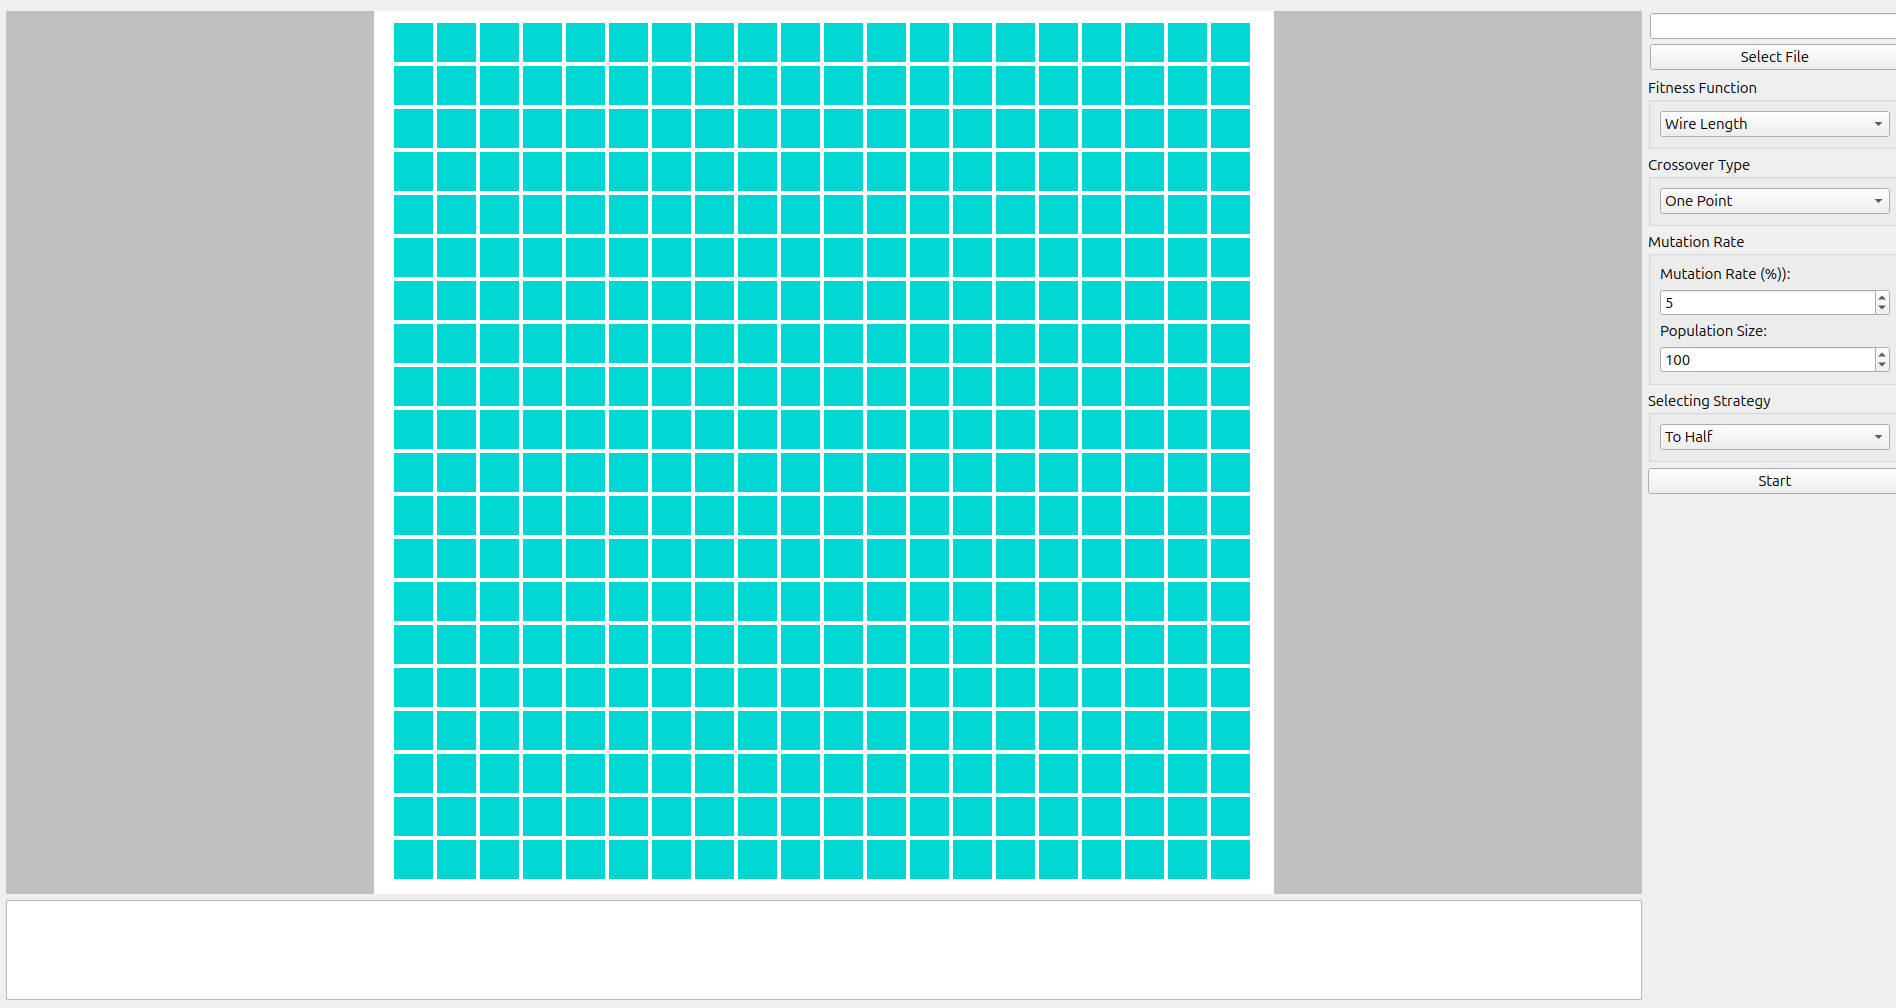 Select File
Fitness Function
Wire Length
Crossover Type
One Point
Mutation Rate
Mutation Rate (%)):
5
Population Size:
100
Selecting Strategy
To Half
Start